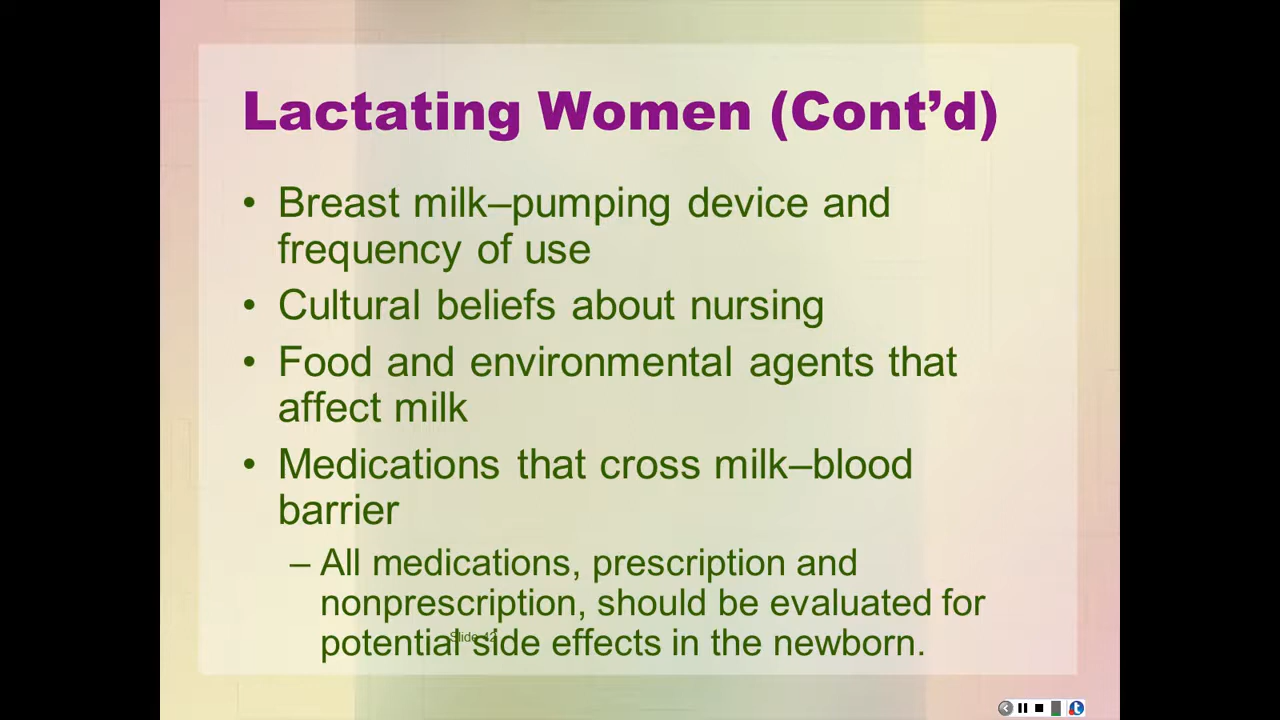 Lactating Women (Cont’d)
• Breast milk–pumping device and
frequency of use
• Cultural beliefs about nursing
• Food and environmental agents that
affect milk
• Medications that cross milk–blood
barrier
– All medications, prescription and
nonprescription, should be evaluated for
potential side effects in the newborn.
Slide 42